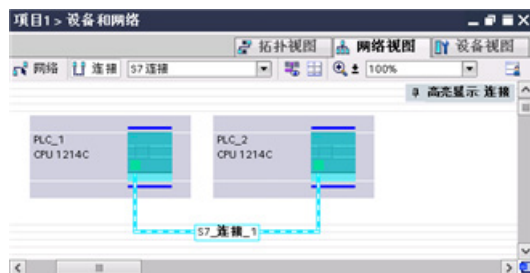 项目1 > 设备和网络
拓扑视图 网络视图 设备视图
网络 连接 S7连接 100%
高亮显示 连接
PLC_1
CPU 1214C
PLC_2
CPU 1214C
S7_连接_1